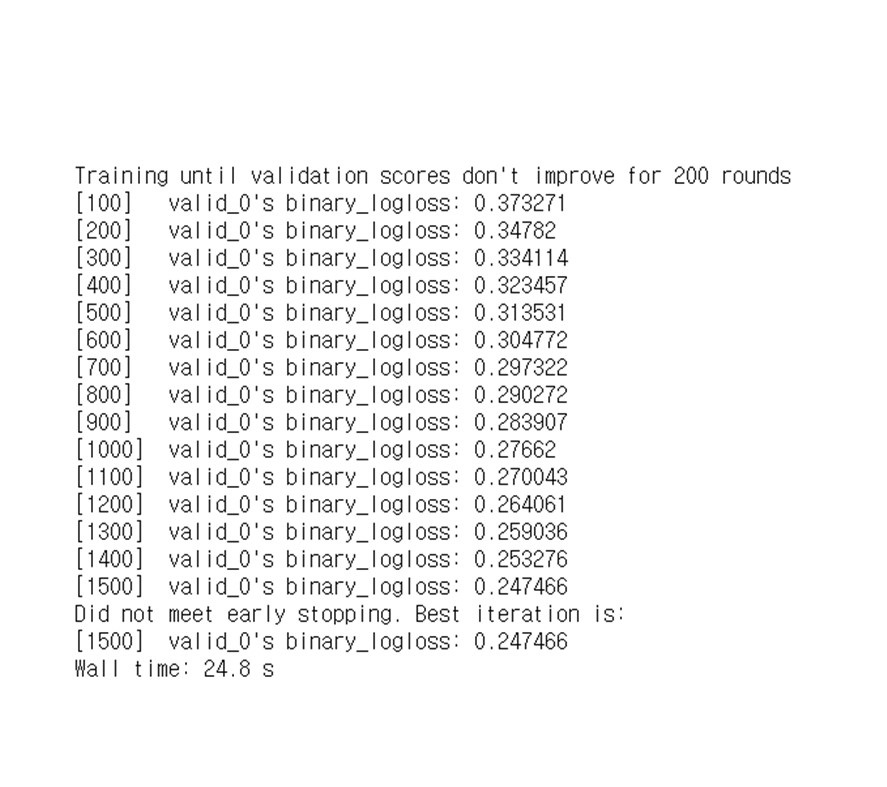 Training until validation scores don't improve for 200 rounds
[100]	valid_0's binary_logloss: 0.373271
[200]	valid_0's binary_logloss: 0.34782
[300]	valid_0's binary_logloss: 0.334114
[400]	valid_0's binary_logloss: 0.323457
[500]	valid_0's binary_logloss: 0.313531
[600]	valid_0's binary_logloss: 0.304772
[700]	valid_0's binary_logloss: 0.297322
[800]	valid_0's binary_logloss: 0.290272
[900]	valid_0's binary_logloss: 0.283907
[1000]	valid_0's binary_logloss: 0.27662
[1100]	valid_0's binary_logloss: 0.270043
[1200]	valid_0's binary_logloss: 0.264061
[1300]	valid_0's binary_logloss: 0.259036
[1400]	valid_0's binary_logloss: 0.253276
[1500]	valid_0's binary_logloss: 0.247466
Did not meet early stopping. Best iteration is:
[1500]	valid_0's binary_logloss: 0.247466
Wall time: 24.8 s